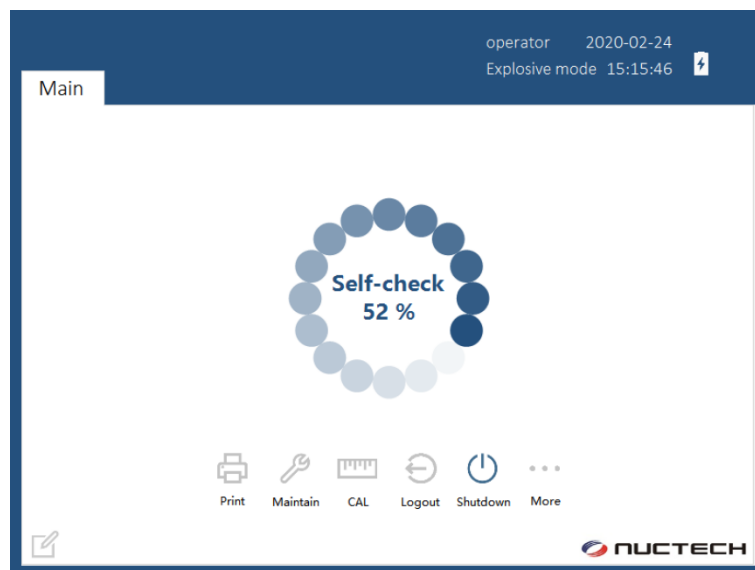 operator 2020-02-24
Explosive mode 15:15:46
Main
Self-check
52 %
Print Maintain CAL Logout Shutdown More
NUCTECH